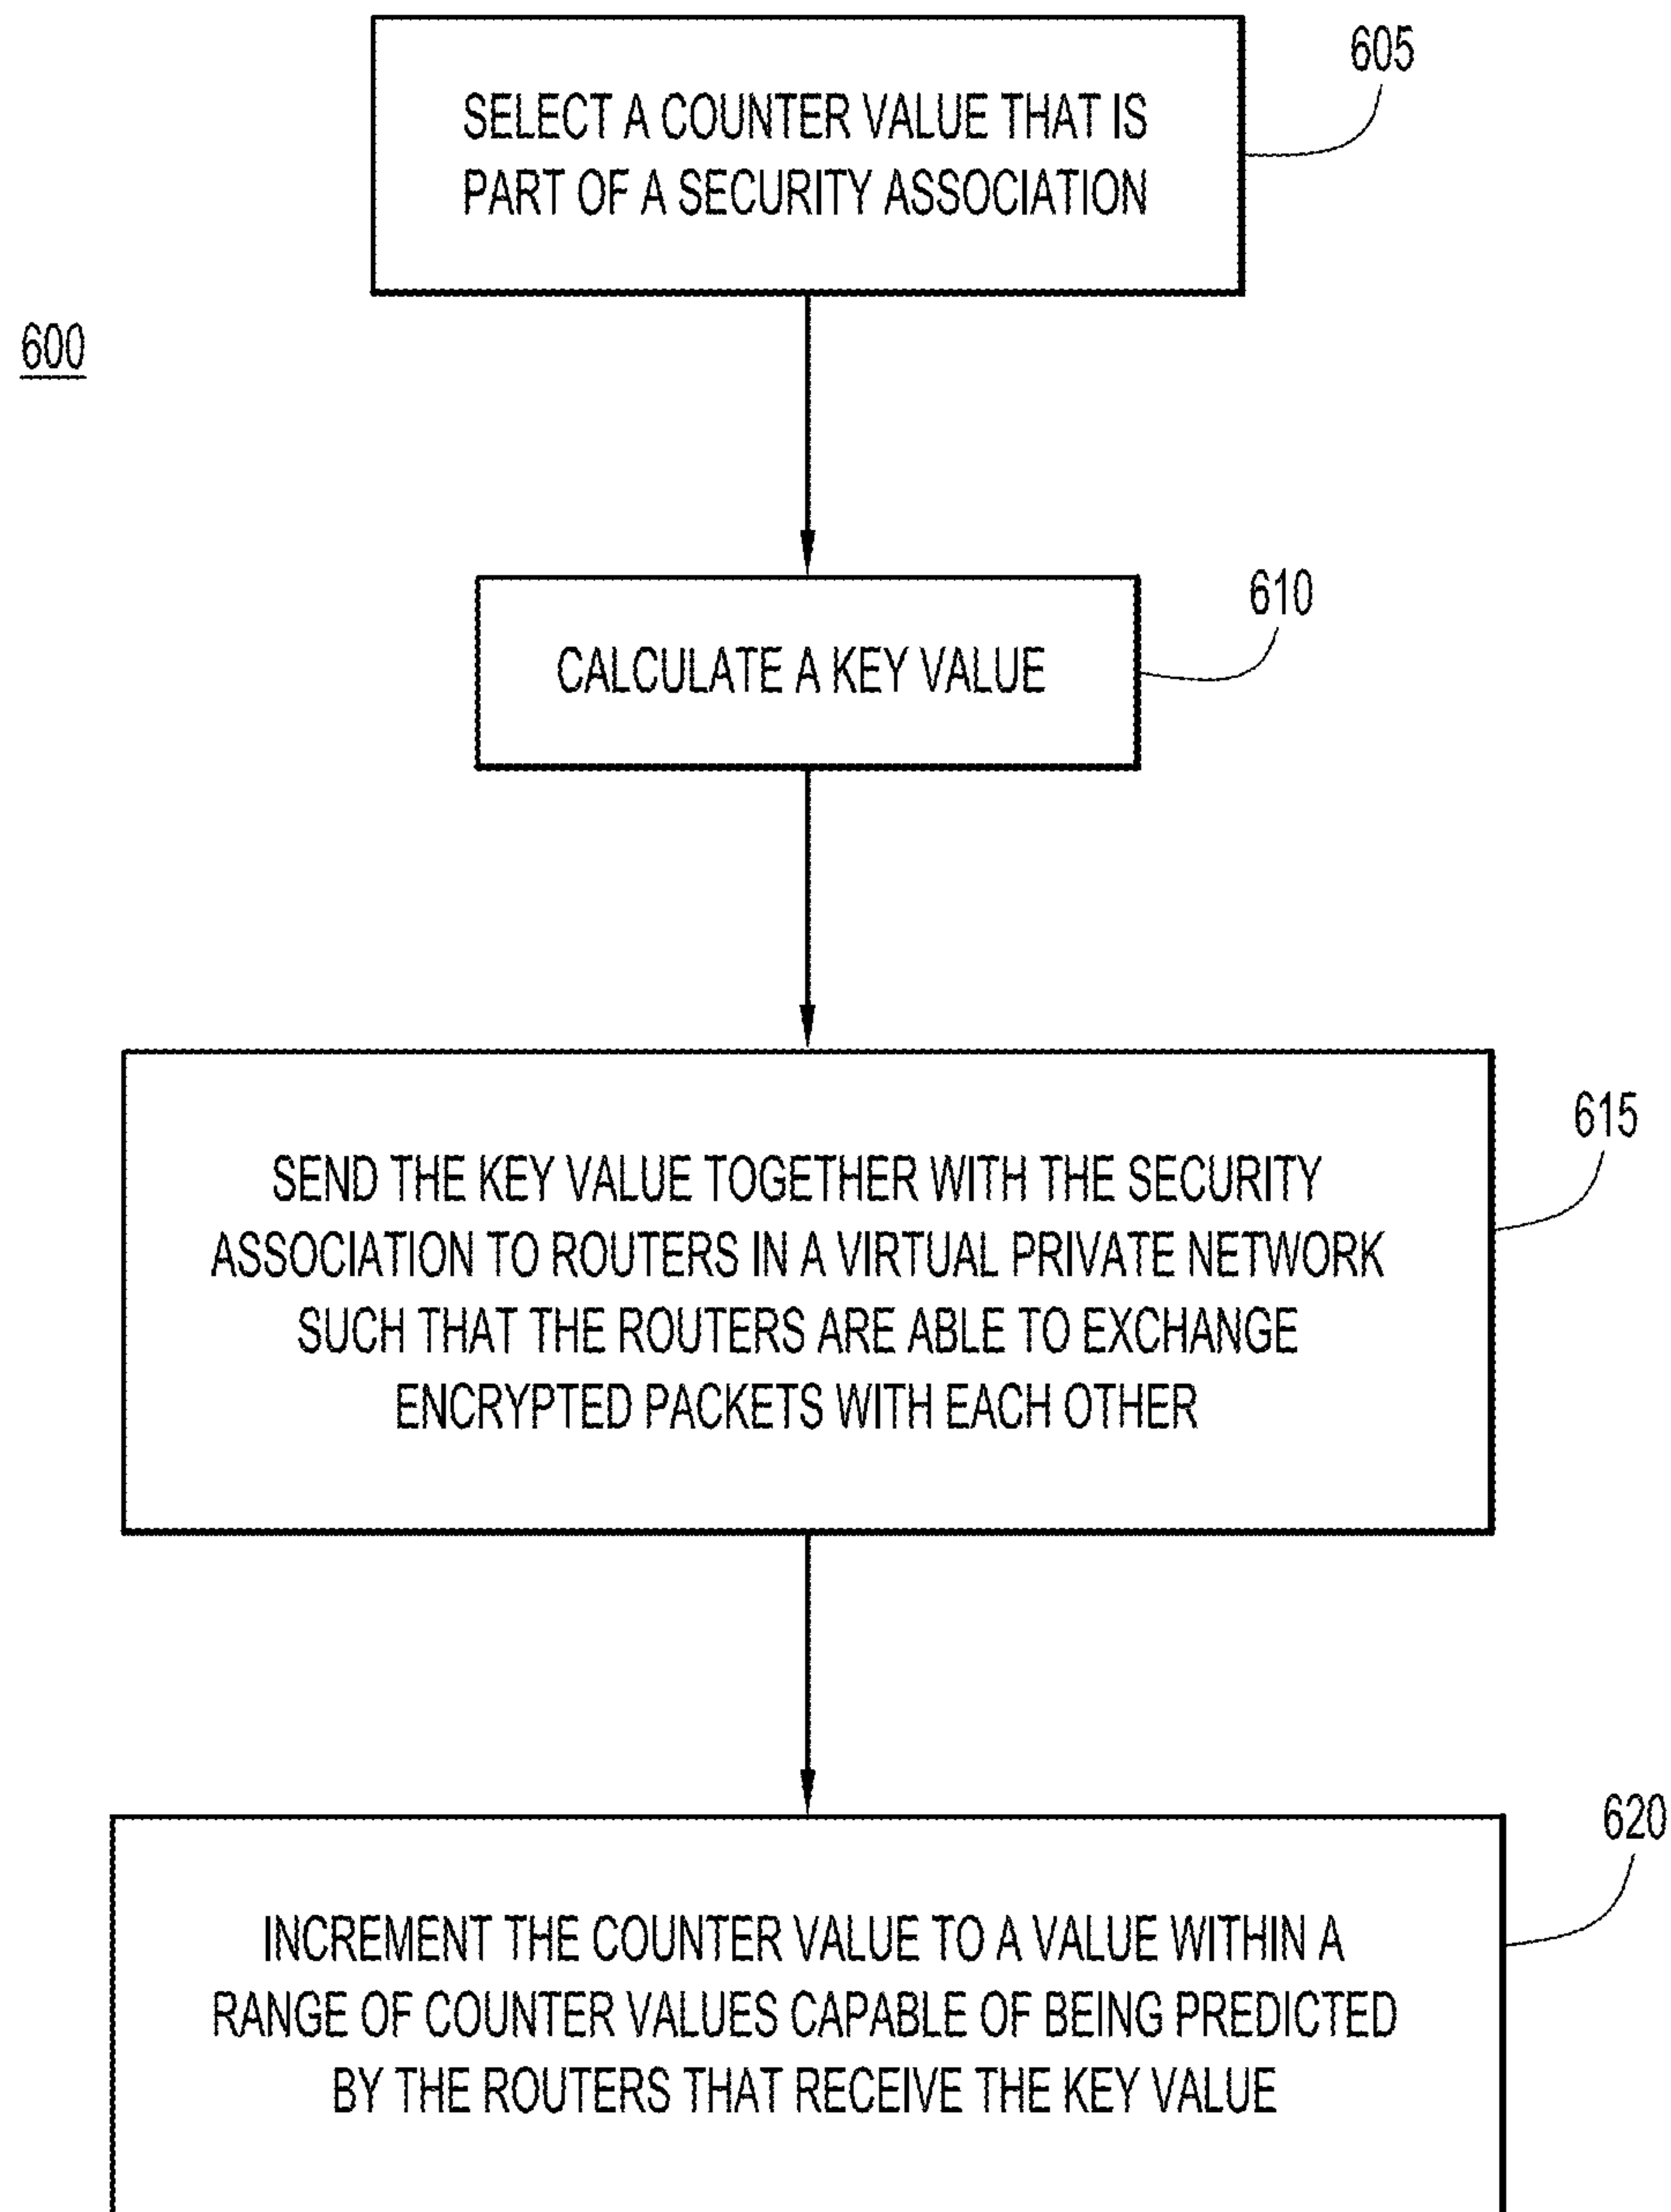 605
SELECT A COUNTER VALUE THAT IS
PART OF A SECURITY ASSOCIATION
600
610
CALCULATE A KEY VALUE
615
SEND THE KEY VALUE TOGETHER WITH THE SECURITY
ASSOCIATION TO ROUTERS IN A VIRTUAL PRIVATE NETWORK
SUCH THAT THE ROUTERS ARE ABLE TO EXCHANGE
ENCRYPTED PACKETS WITH EACH OTHER
620
INCREMENT THE COUNTER VALUE TO A VALUE WITHIN A
RANGE OF COUNTER VALUES CAPABLE OF BEING PREDICTED
BY THE ROUTERS THAT RECEIVE THE KEY VALUE